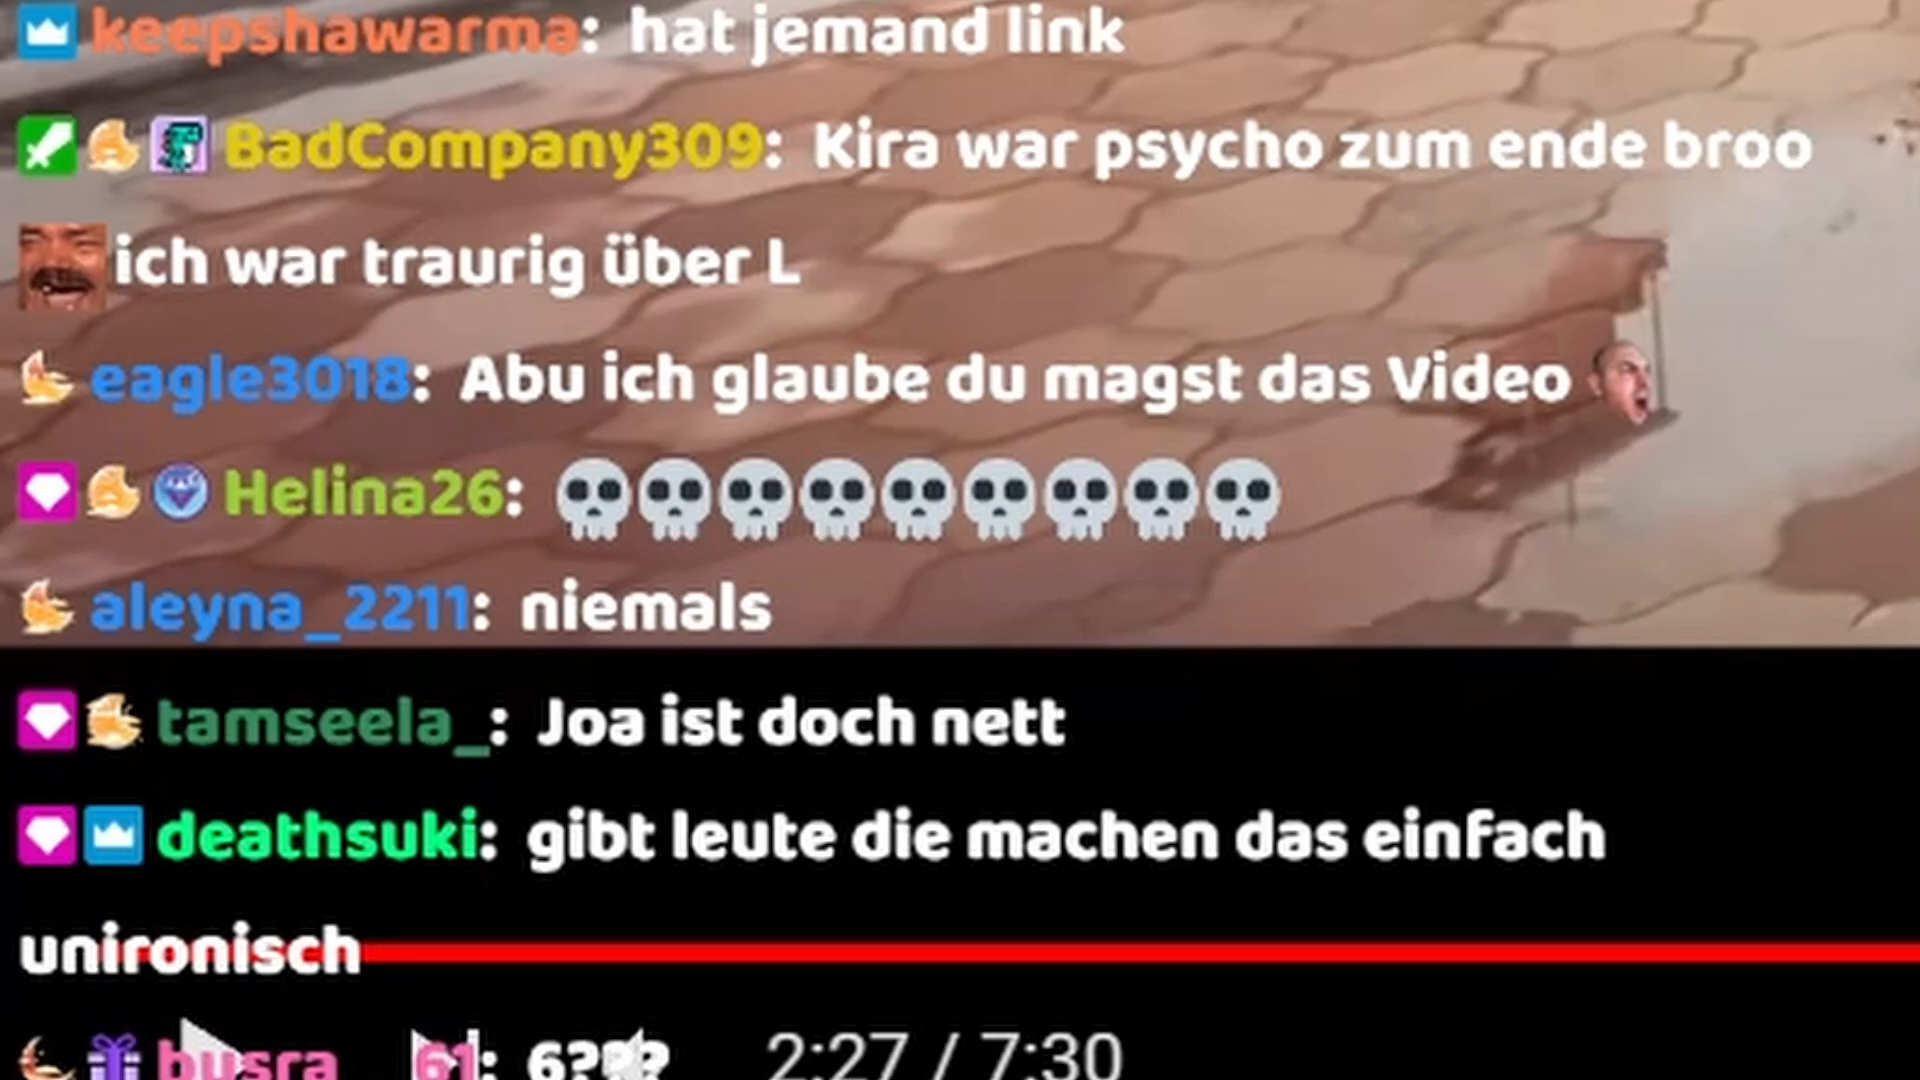 keepshawarma: hat jemand link
BadCompany309: Kira war psycho zum ende broo
ich war traurig über L
eagle3018: Abu ich glaube du magst das Video
Helina26: 💀💀💀💀💀💀💀💀💀
aleyna_2211: niemals
tamseela_: Joa ist doch nett
deathsuki: gibt leute die machen das einfach
unironisch
busra__61: 6??? 2:27 / 7:30